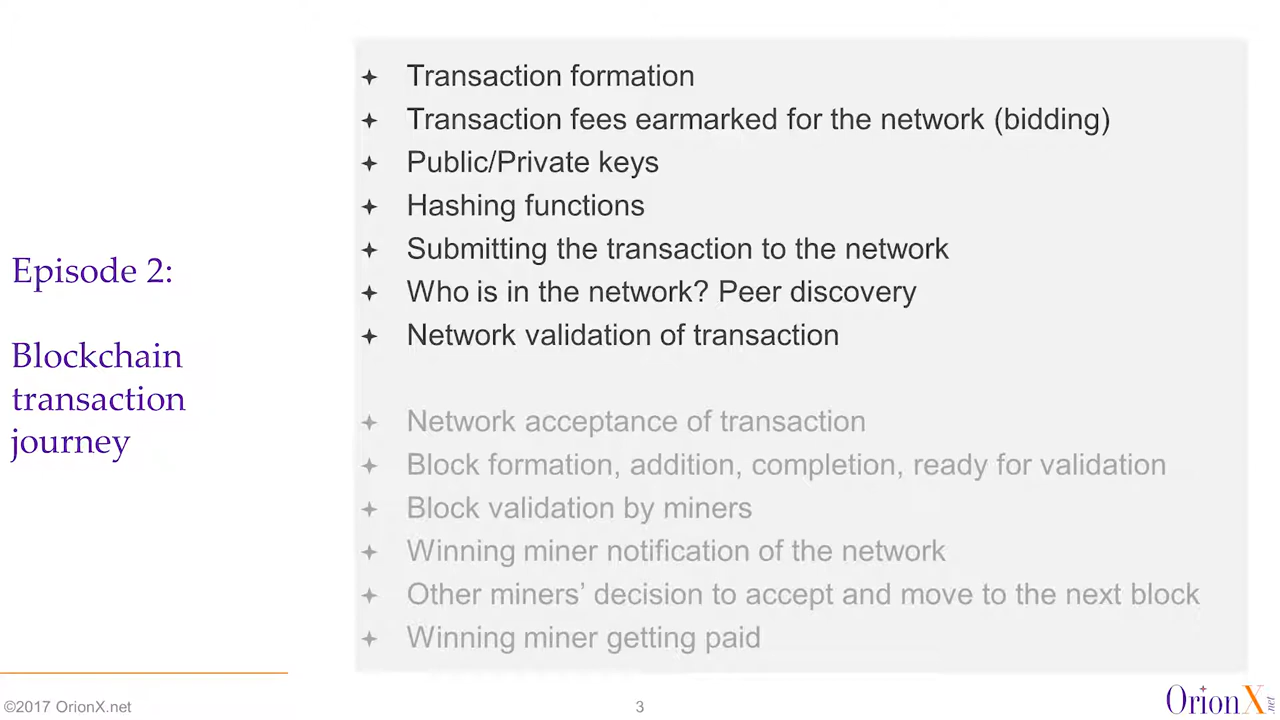 Episode 2:
Blockchain
transaction
journey
Transaction formation
Transaction fees earmarked for the network (bidding)
Public/Private keys
Hashing functions
Submitting the transaction to the network
Who is in the network? Peer discovery
Network validation of transaction
Network acceptance of transaction
Block formation, addition, completion, ready for validation
Block validation by miners
Winning miner notification of the network
Other miners’ decision to accept and move to the next block
Winning miner getting paid
©2017 OrionX.net
3
OrionX.net